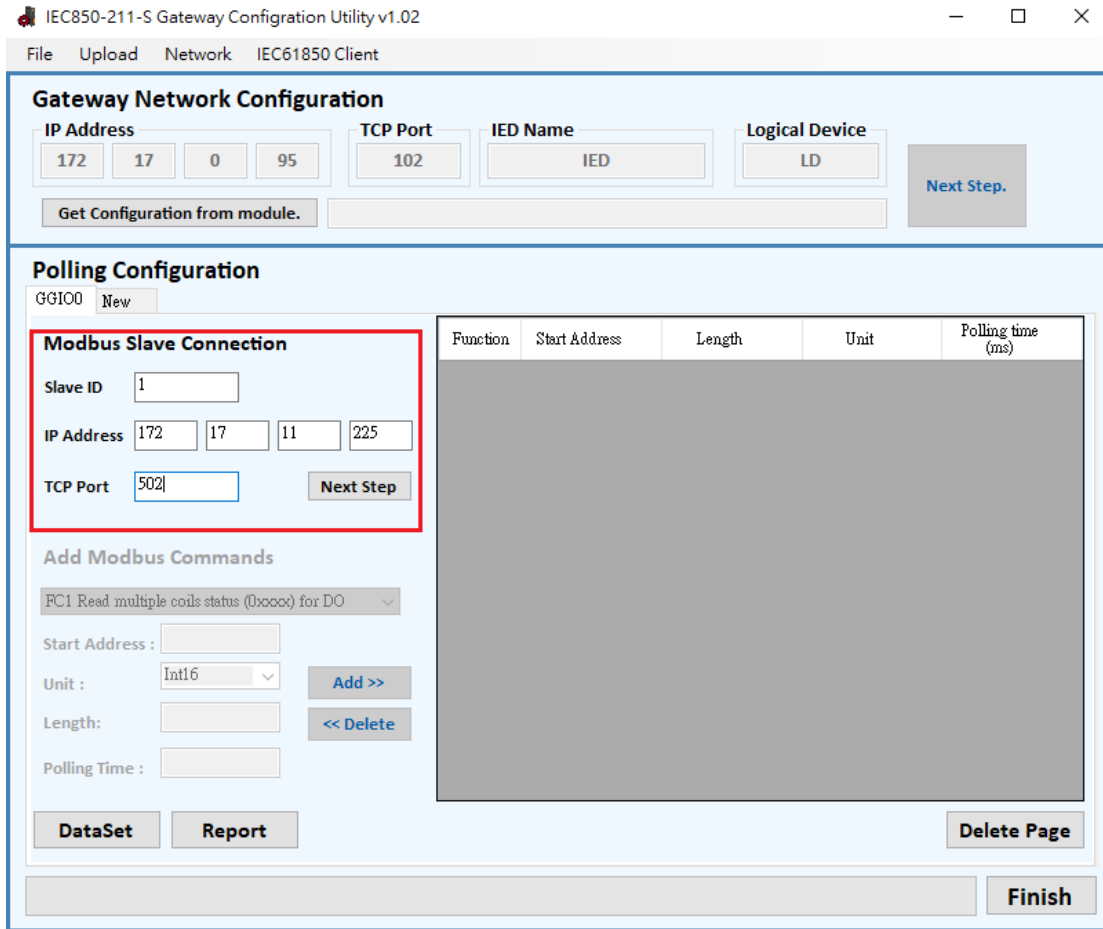 IEC850-211-S Gateway Configration Utility v1.02
File Upload Network IEC61850 Client
Gateway Network Configuration
IP Address TCP Port IED Name Logical Device
172 17 0 95 102 IED LD
Next Step.
Get Configuration from module.
Polling Configuration
GGIO0 New
Modbus Slave Connection
Slave ID 1
IP Address 172 17 11 225
TCP Port 502 Next Step
Function Start Address Length Unit Polling time
(ms)
Add Modbus Commands
FC1 Read multiple coils status (0xxxx) for DO
Start Address :
Unit : Int16 Add >>
Length: << Delete
Polling Time :
DataSet Report Delete Page
Finish